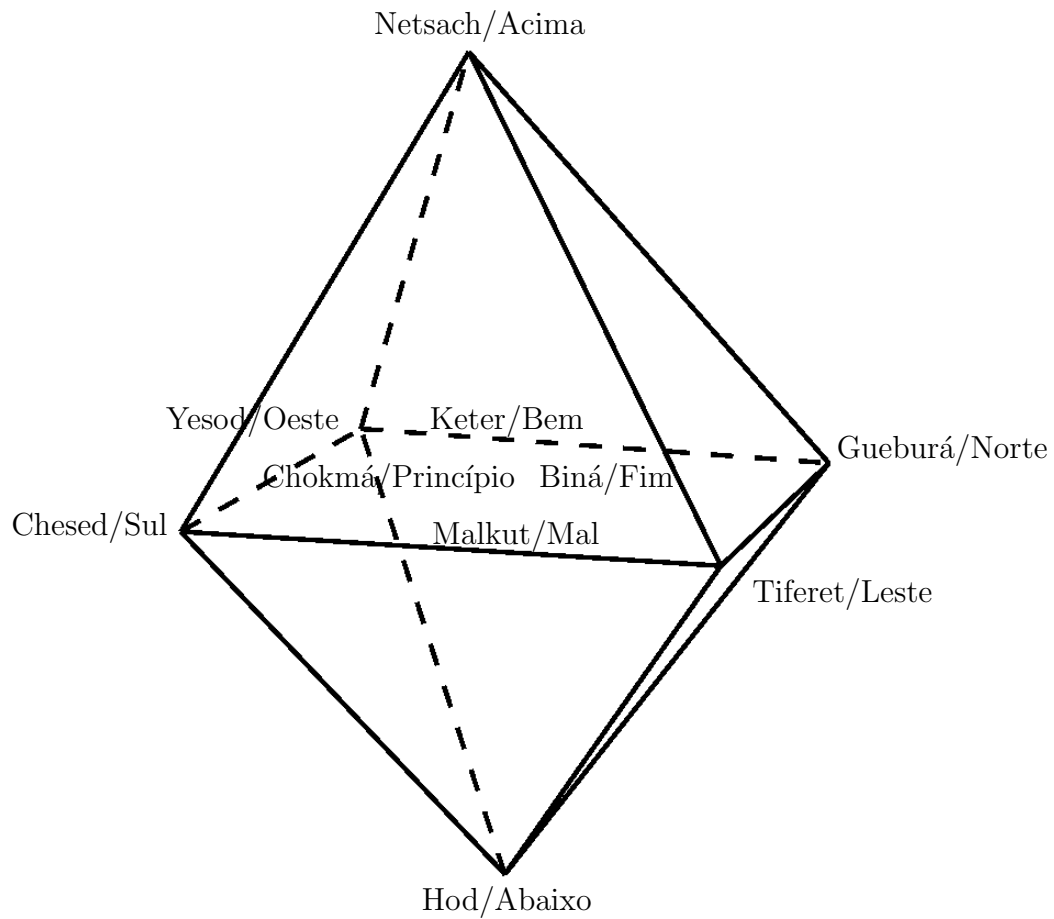 Netsach/Acima
Yesod/Oeste
Keter/Bem
Gueburá/Norte
Chokmá/Princípio
Biná/Fim
Chesed/Sul
Malkut/Mal
Tiferet/Leste
Hod/Abaixo